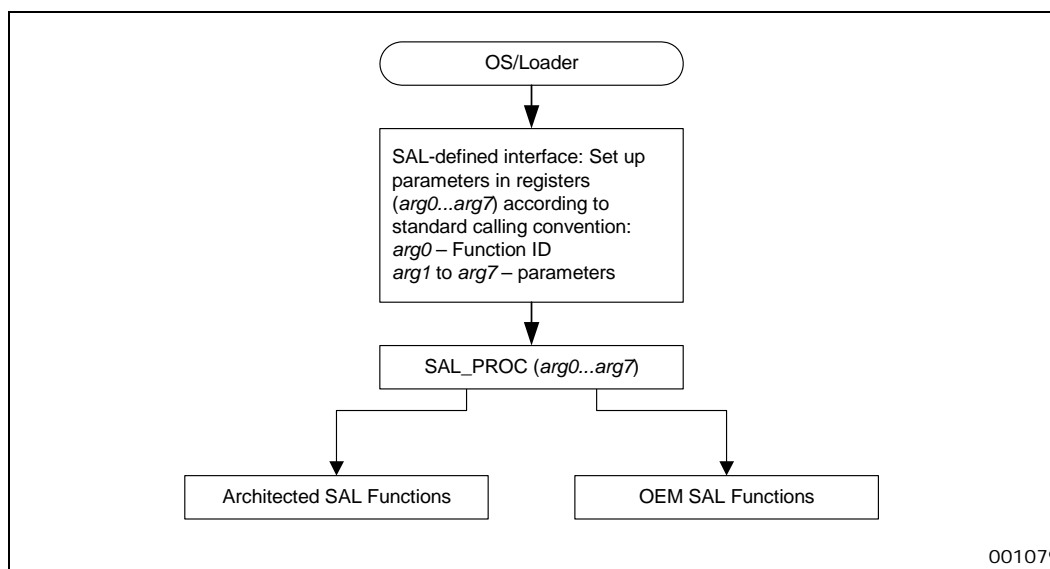 OS/Loader
SAL-defined interface: Set up
parameters in registers
(arg0...arg7) according to
standard calling convention:
arg0 – Function ID
arg1 to arg7 – parameters
SAL_PROC (arg0...arg7)
Architected SAL Functions
OEM SAL Functions
001079